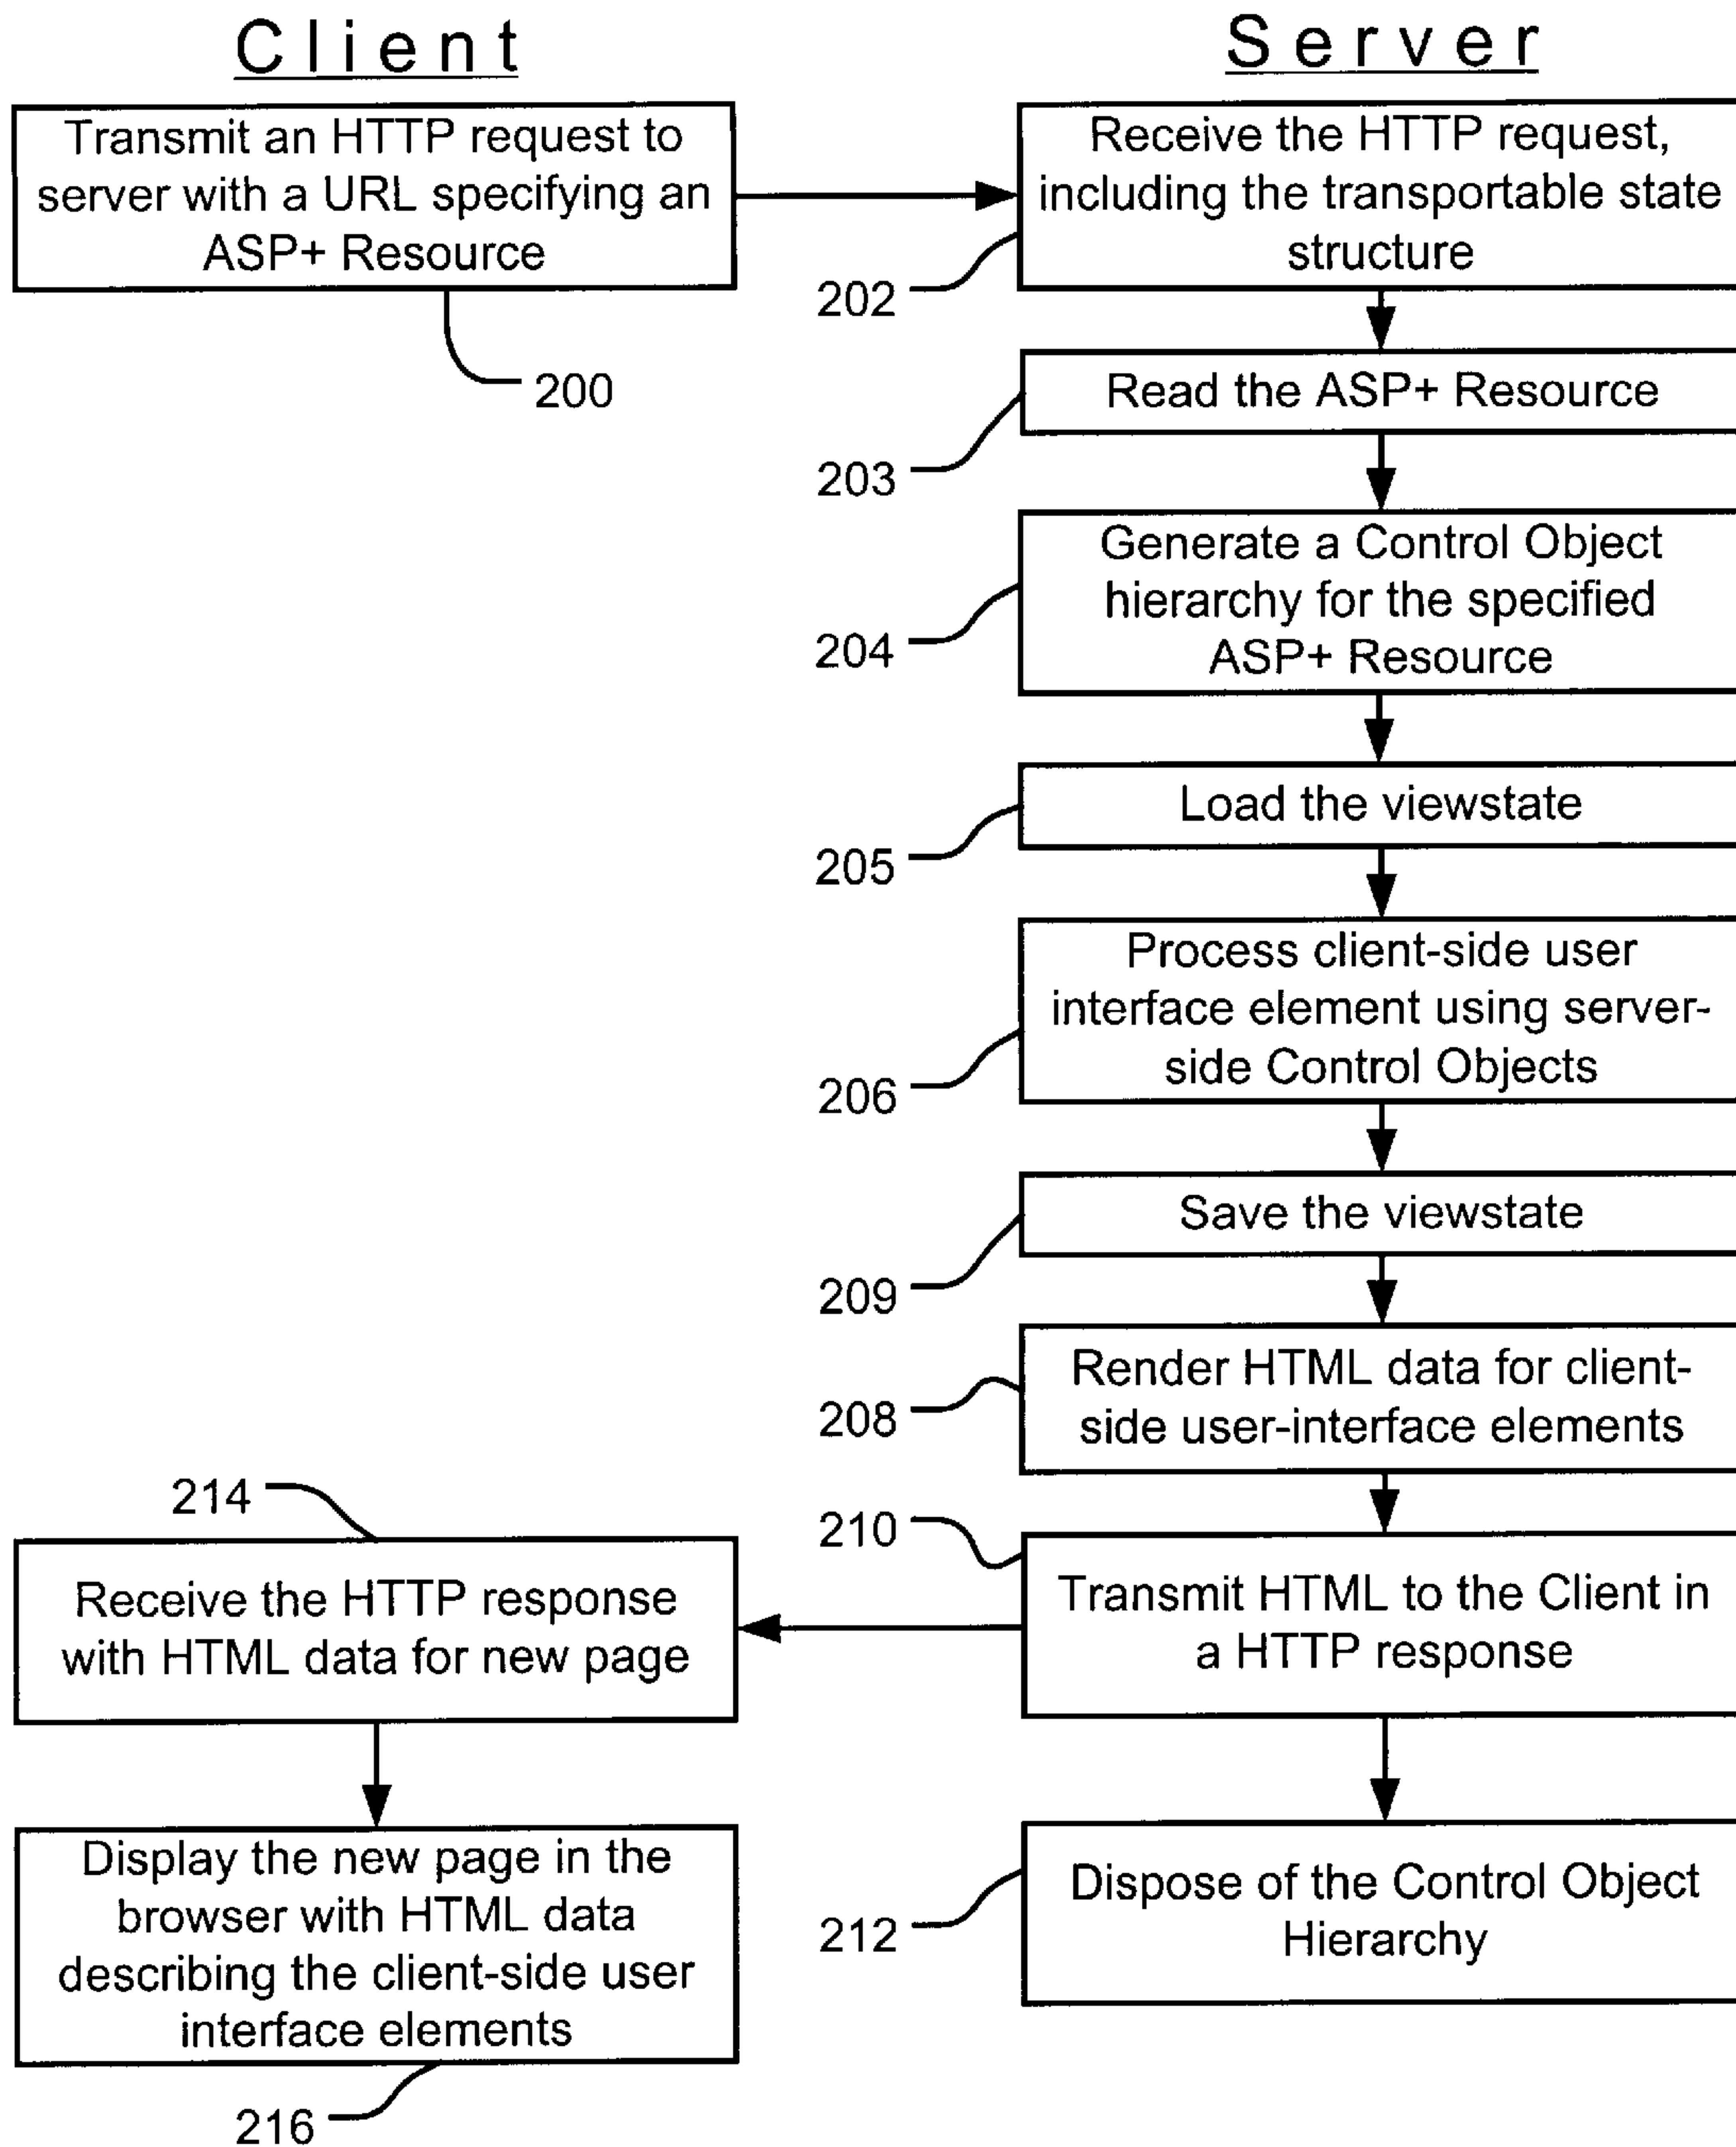 Client
Server
Transmit an HTTP request to
server with a URL specifying an
ASP+ Resource
200
Receive the HTTP request,
including the transportable state
structure
202
Read the ASP+ Resource
203
Generate a Control Object
hierarchy for the specified
ASP+ Resource
204
Load the viewstate
205
Process client-side user
interface element using server-
side Control Objects
206
Save the viewstate
209
Render HTML data for client-
side user-interface elements
208
210
Transmit HTML to the Client in
a HTTP response
214
Receive the HTTP response
with HTML data for new page
Display the new page in the
browser with HTML data
describing the client-side user
interface elements
216
Dispose of the Control Object
Hierarchy
212